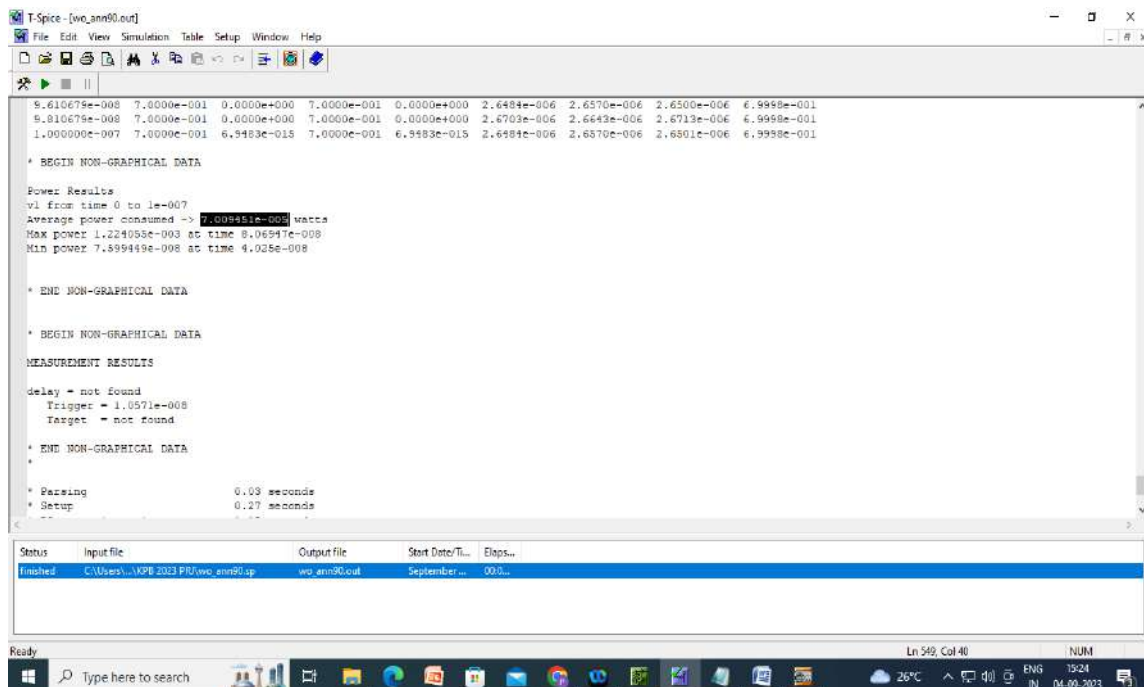 T-Spice - [wo_ann90.out]
File Edit View Simulation Table Setup Window Help
9.610679e-008 7.0000e-001 0.0000e+000 7.0000e-001 0.0000e+000 2.6484e-006 2.6570e-006 2.6500e-006 6.9998e-001
9.810679e-008 7.0000e-001 0.0000e+000 7.0000e-001 0.0000e+000 2.6703e-006 2.6643e-006 2.6713e-006 6.9998e-001
1.000000e-007 7.0000e-001 6.9483e-015 7.0000e-001 6.9483e-015 2.6484e-006 2.6570e-006 2.6501e-006 6.9998e-001
* BEGIN NON-GRAPHICAL DATA
Power Results
v1 from time 0 to 1e-007
Average power consumed -> 7.009451e-005 watts
Max power 1.224055e-003 at time 8.06947e-008
Min power 7.599449e-008 at time 4.025e-008
* END NON-GRAPHICAL DATA
* BEGIN NON-GRAPHICAL DATA
MEASUREMENT RESULTS
delay = not found
Trigger = 1.0571e-008
Target = not found
* END NON-GRAPHICAL DATA
*
* Parsing 0.03 seconds
* Setup 0.27 seconds
Status Input file Output file Start Date/Ti... Elaps...
finished C:\Users\...\KPB 2023 PRJ\wo_ann90.sp wo_ann90.out September ... 00:0...
Ready Ln 549, Col 40 NUM
Type here to search 26°C ENG IN 15:24 04-09-2023